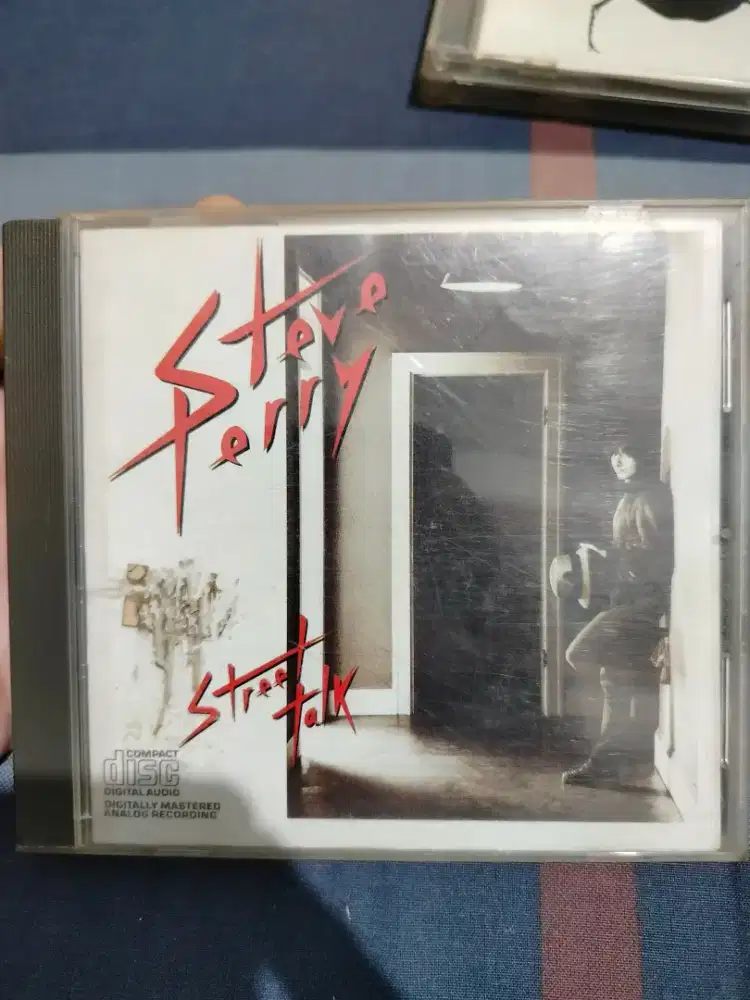 Steve
Perry
Street
talk
COMPACT
disc
DIGITAL AUDIO
DIGITALLY MASTERED
ANALOG RECORDING